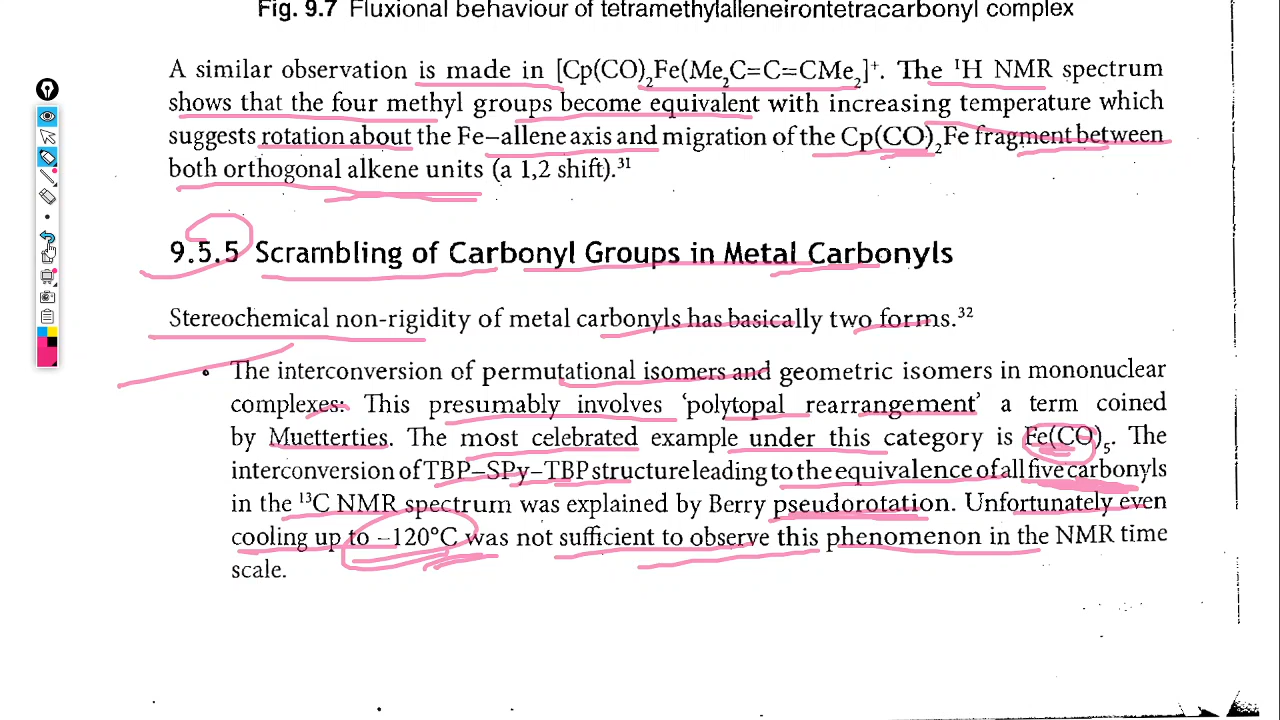 Fig. 9.7 Fluxional behaviour of tetramethylalleneirontetracarbonyl complex
A similar observation is made in [Cp(CO)₂Fe(Me₂C=C=CMe₂]⁺. The ¹H NMR spectrum
shows that the four methyl groups become equivalent with increasing temperature which
suggests rotation about the Fe–allene axis and migration of the Cp(CO)₂Fe fragment between
both orthogonal alkene units (a 1,2 shift).³¹
9.5.5 Scrambling of Carbonyl Groups in Metal Carbonyls
Stereochemical non-rigidity of metal carbonyls has basically two forms.³²
• The interconversion of permutational isomers and geometric isomers in mononuclear
complexes: This presumably involves ‘polytopal rearrangement’ a term coined
by Muetterties. The most celebrated example under this category is Fe(CO)₅. The
interconversion of TBP–SPy–TBP structure leading to the equivalence of all five carbonyls
in the ¹³C NMR spectrum was explained by Berry pseudorotation. Unfortunately even
cooling up to –120°C was not sufficient to observe this phenomenon in the NMR time
scale.